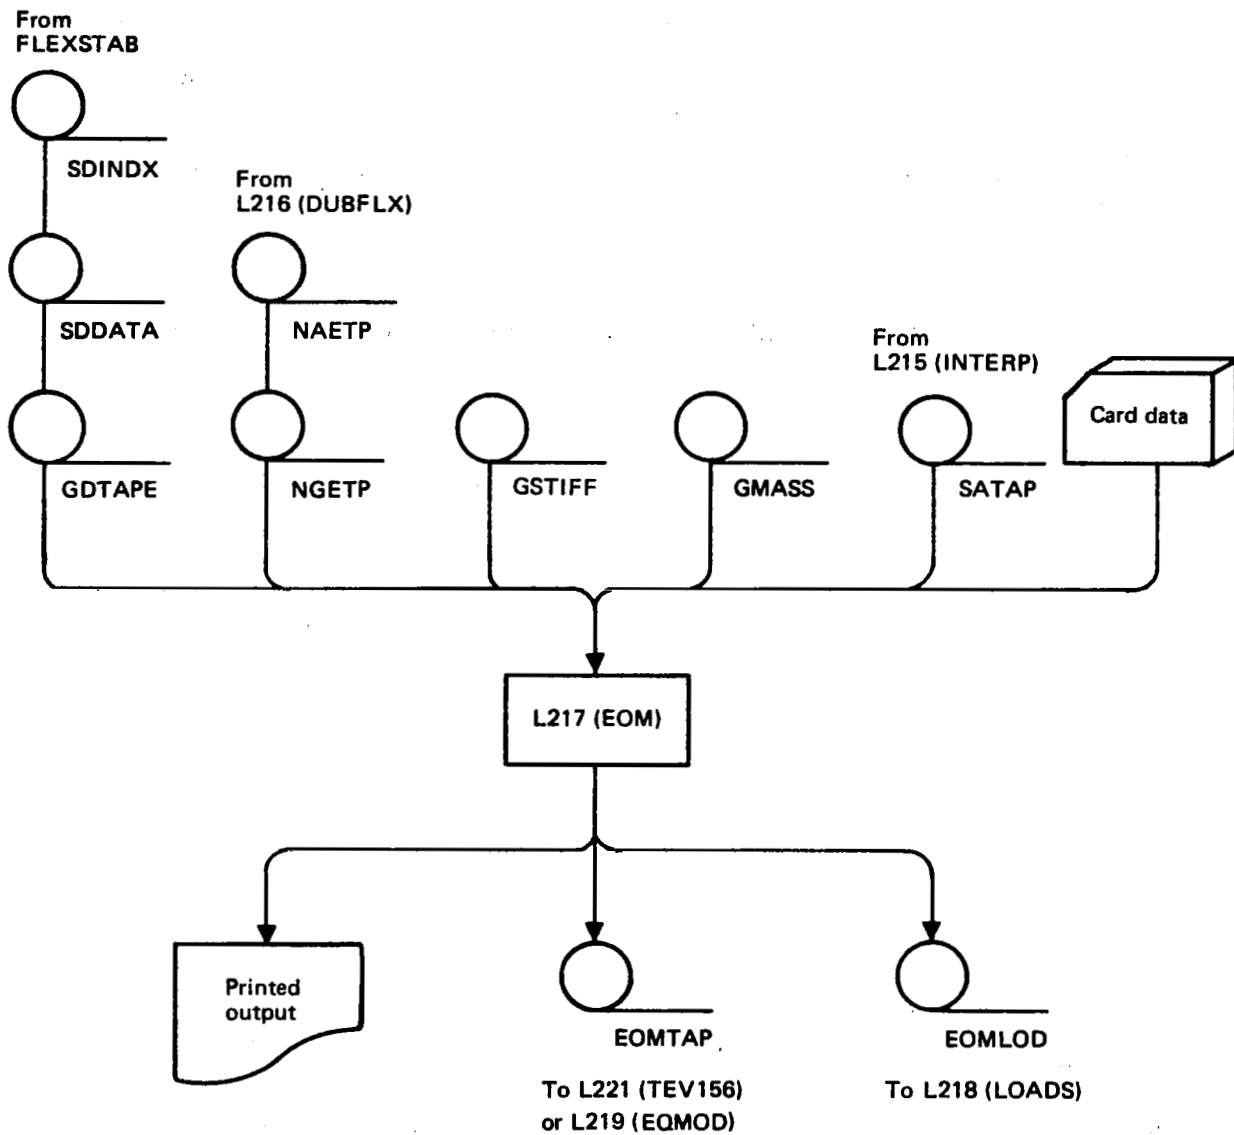 From
FLEXSTAB
SDINDX
From
L216 (DUBFLX)
SDDATA
NAETP
From
L215 (INTERP)
Card data
GDTAPE
NGETP
GSTIFF
GMASS
SATAP
L217 (EOM)
Printed
output
EOMTAP
EOMLOD
To L221 (TEV156)
or L219 (EQMOD)
To L218 (LOADS)